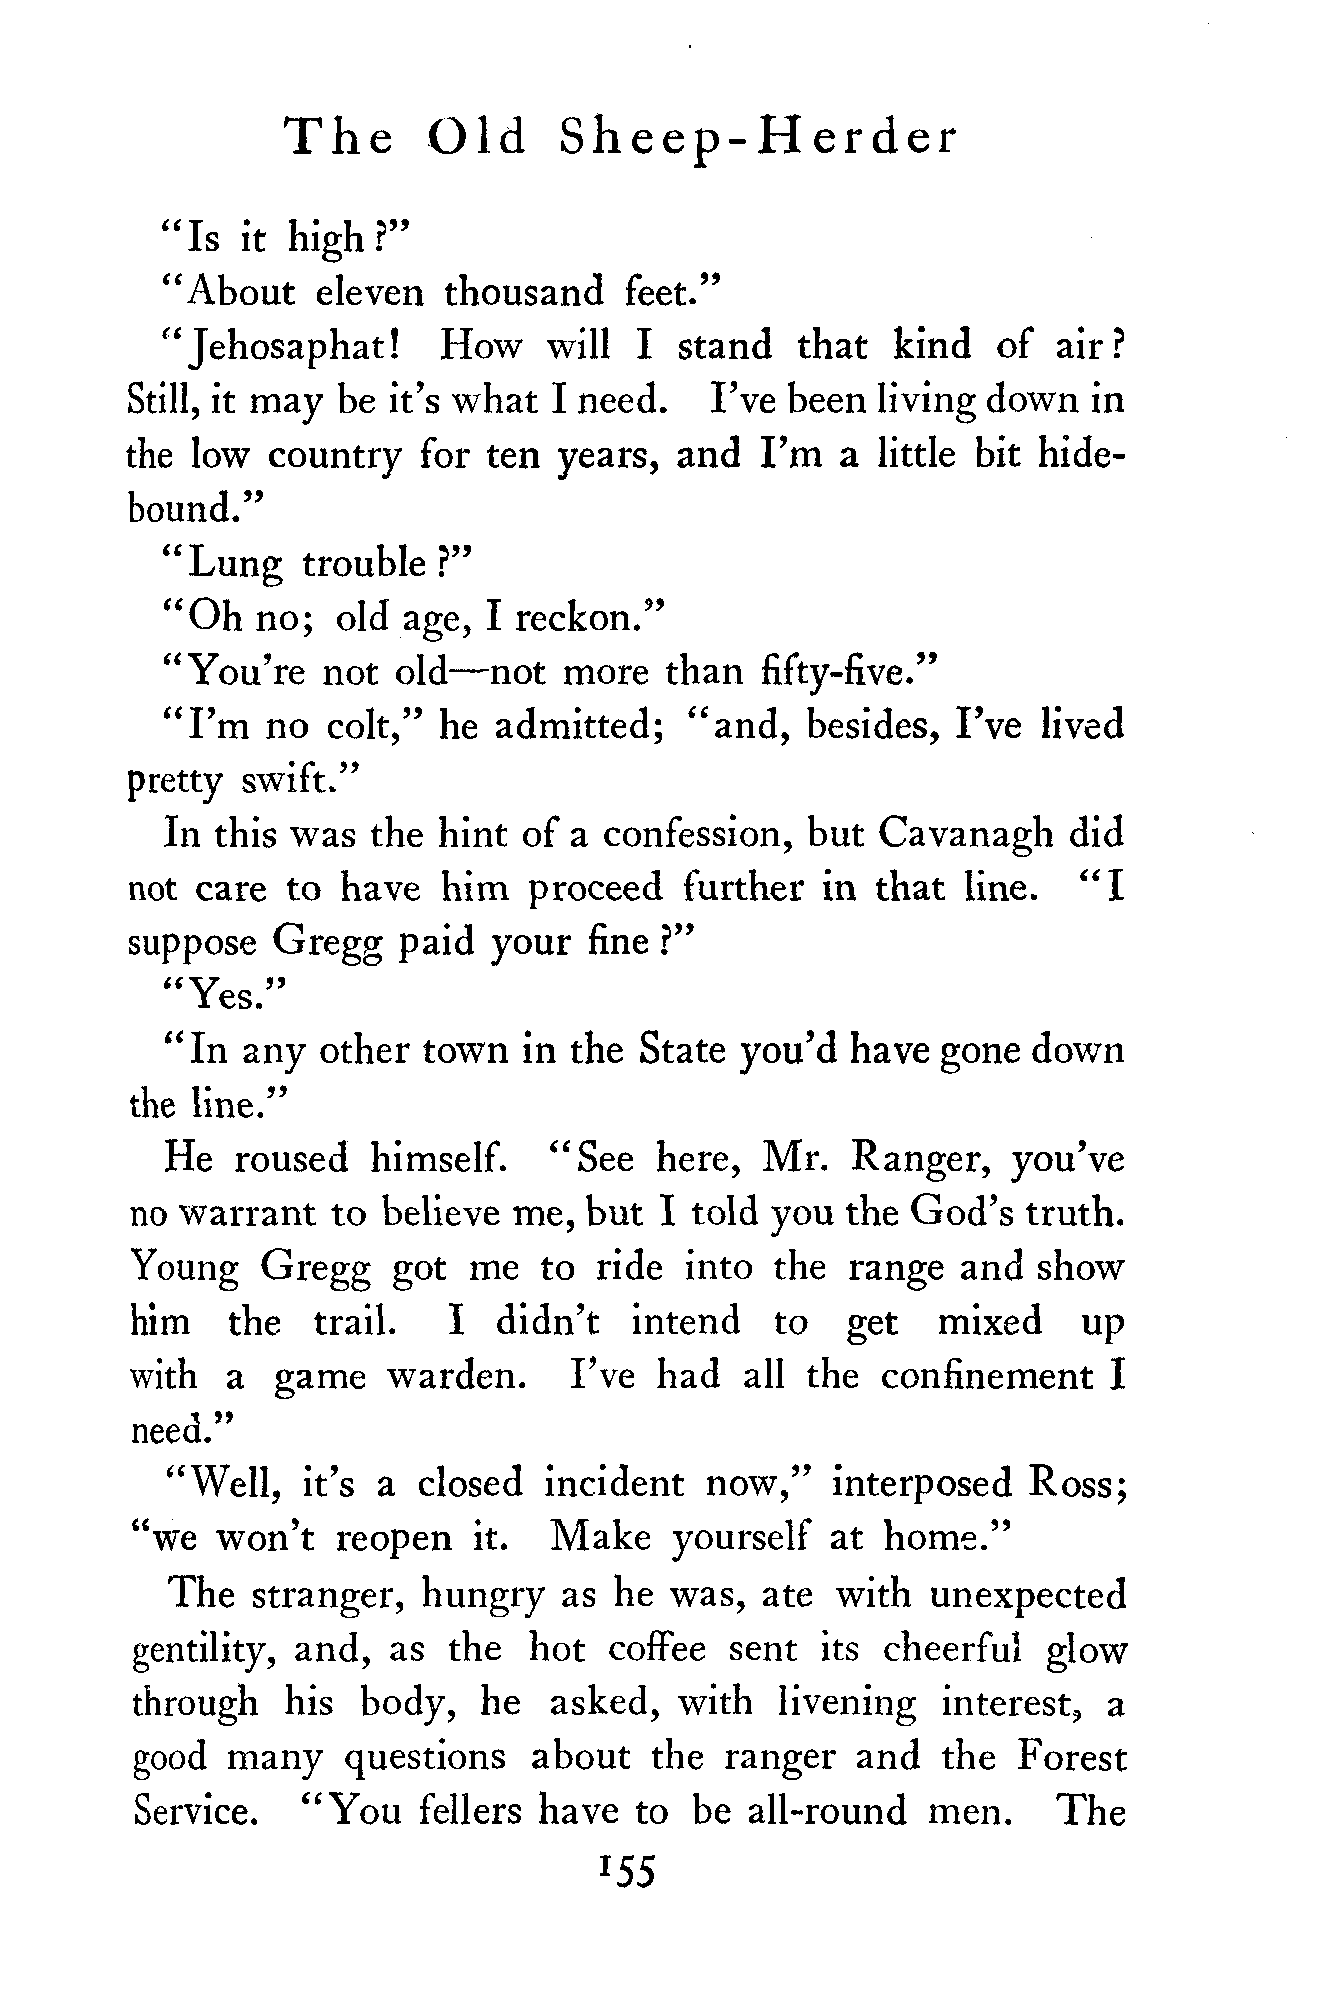 The Old Sheep-Herder
"Is it high?"
"About eleven thousand feet."
"Jehosaphat! How will I stand that kind of air?
Still, it may be it's what I need. I've been living down in
the low country for ten years, and I'm a little bit hide-
bound."
"Lung trouble?"
"Oh no; old age, I reckon."
"You're not old—not more than fifty-five."
"I'm no colt," he admitted; "and, besides, I've lived
pretty swift."
In this was the hint of a confession, but Cavanagh did
not care to have him proceed further in that line. "I
suppose Gregg paid your fine?"
"Yes."
"In any other town in the State you'd have gone down
the line."
He roused himself. "See here, Mr. Ranger, you've
no warrant to believe me, but I told you the God's truth.
Young Gregg got me to ride into the range and show
him the trail. I didn't intend to get mixed up
with a game warden. I've had all the confinement I
need."
"Well, it's a closed incident now," interposed Ross;
"we won't reopen it. Make yourself at home."
The stranger, hungry as he was, ate with unexpected
gentility, and, as the hot coffee sent its cheerful glow
through his body, he asked, with livening interest, a
good many questions about the ranger and the Forest
Service. "You fellers have to be all-round men. The
155